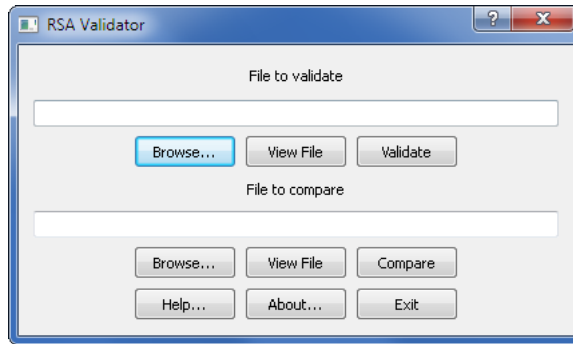 RSA Validator
File to validate
Browse... View File Validate
File to compare
Browse... View File Compare
Help... About... Exit